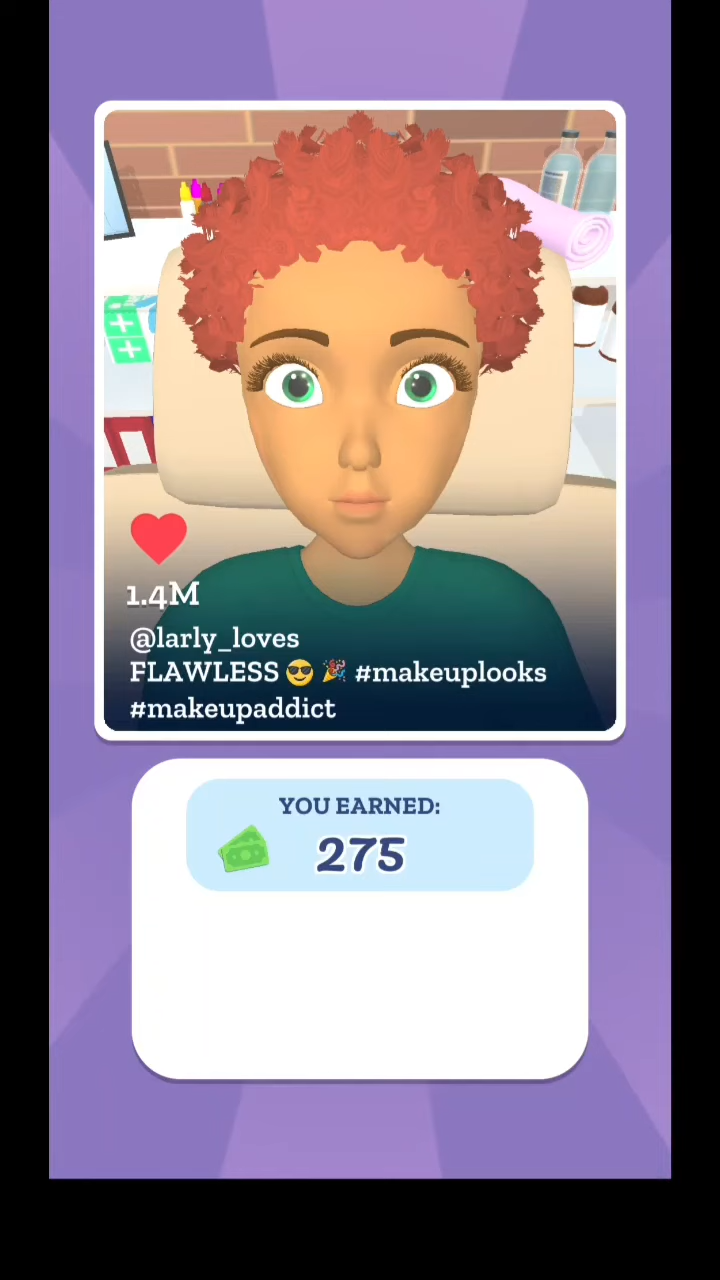 1.4M
@larly_loves
FLAWLESS 😎 🎉 #makeuplooks
#makeupaddict
YOU EARNED:
275